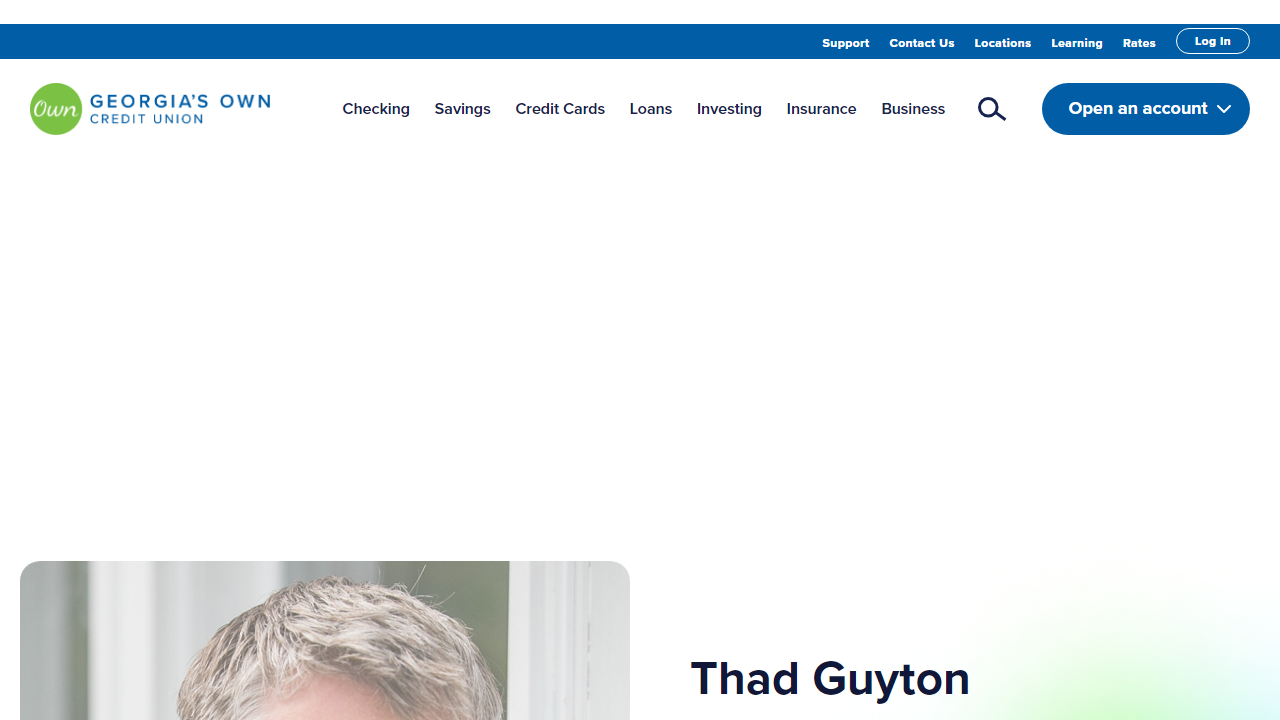 Support Contact Us Locations Learning Rates Log In
Own GEORGIA'S OWN
CREDIT UNION
Checking Savings Credit Cards Loans Investing Insurance Business Open an account
Thad Guyton